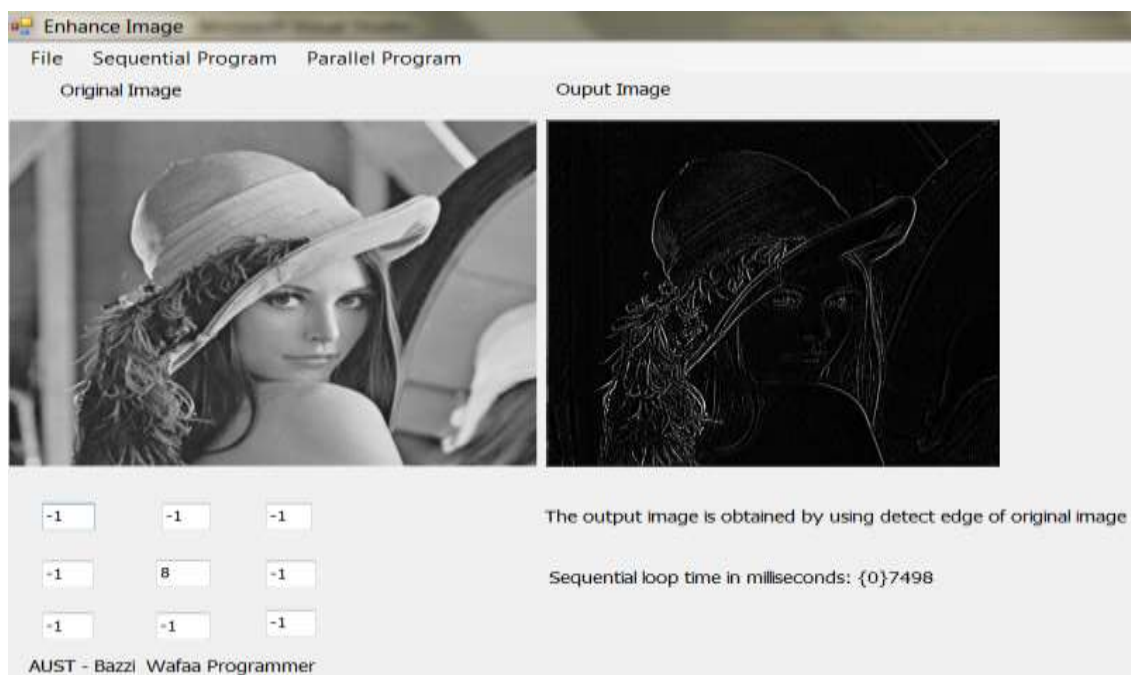 Enhance Image
File Sequential Program Parallel Program
Original Image
Ouput Image
-1 -1 -1
-1 8 -1
-1 -1 -1
AUST - Bazzi Wafaa Programmer
The output image is obtained by using detect edge of original image
Sequential loop time in milliseconds: {0}7498